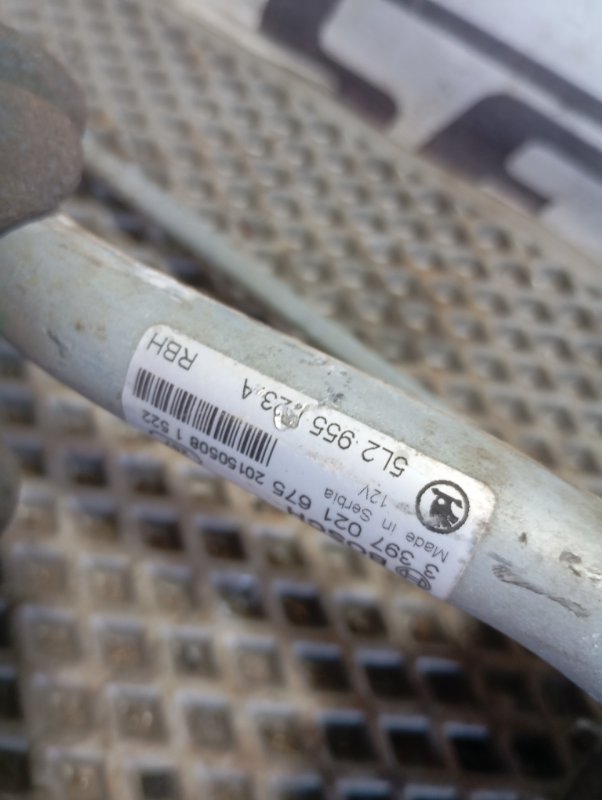 BOSCH
3 397 021 675 20150508 1 522
Made in Serbia
12V
5L2 955 A
RBH